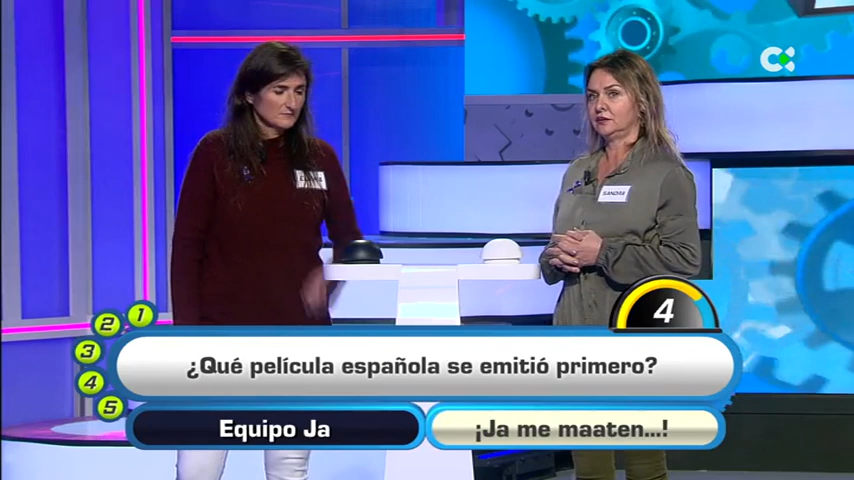 SANDRA
4
1
2
3
4
5
¿Qué película española se emitió primero?
Equipo Ja
¡Ja me maaten...!